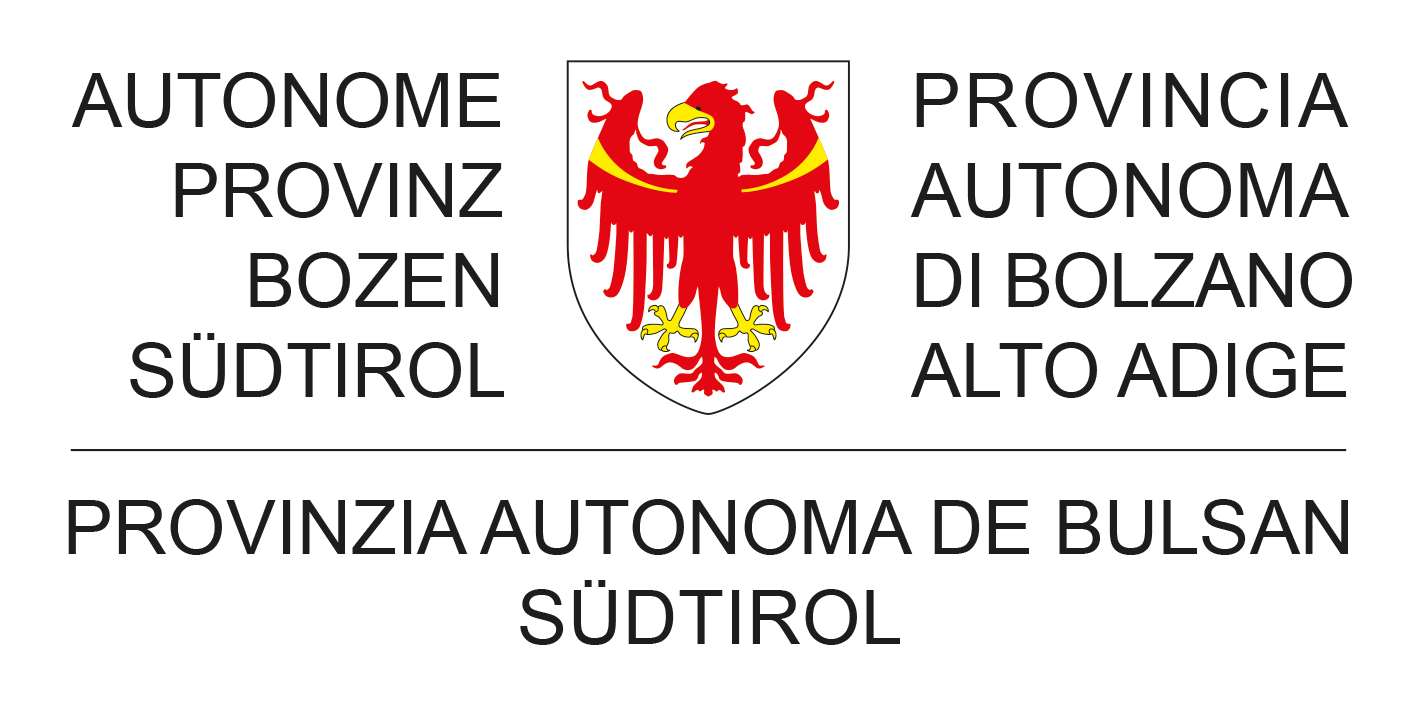 AUTONOME
PROVINZ
BOZEN
SÜDTIROL
PROVINCIA
AUTONOMA
DI BOLZANO
ALTO ADIGE
PROVINZIA AUTONOMA DE BULSAN
SÜDTIROL